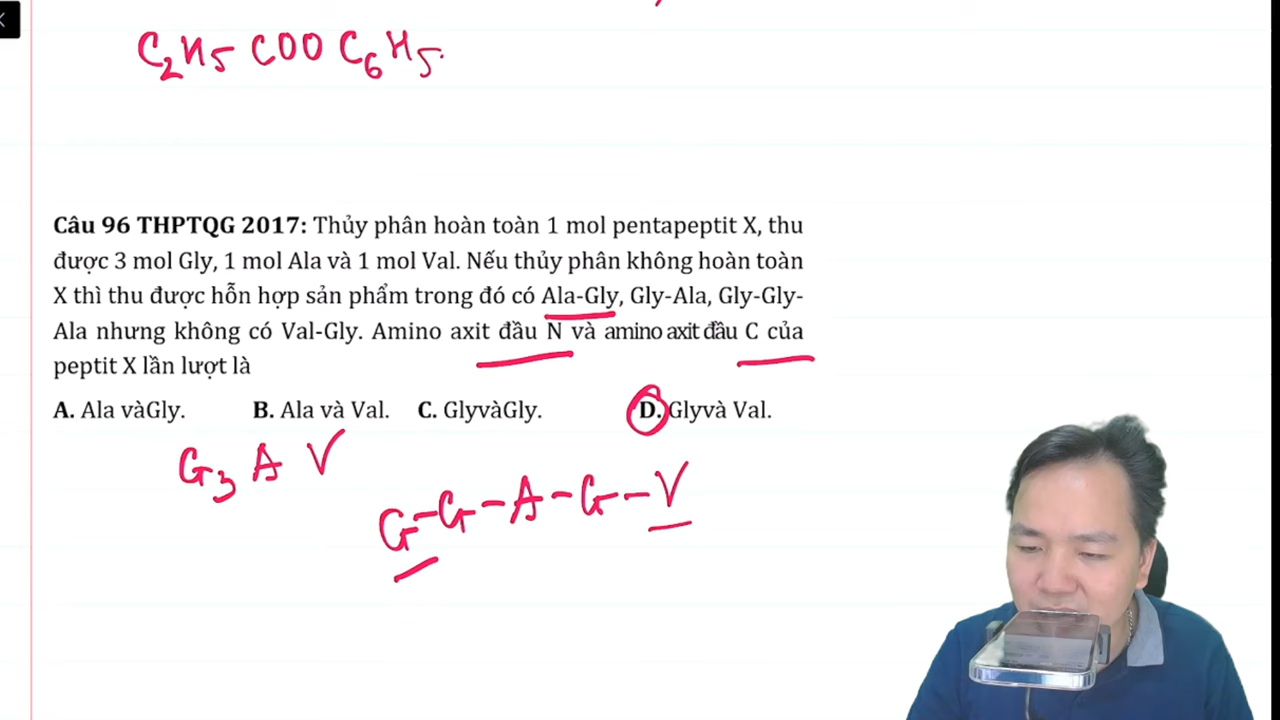 C2H5 COO C6H5.
Câu 96 THPTQG 2017: Thủy phân hoàn toàn 1 mol pentapeptit X, thu
được 3 mol Gly, 1 mol Ala và 1 mol Val. Nếu thủy phân không hoàn toàn
X thì thu được hỗn hợp sản phẩm trong đó có Ala-Gly, Gly-Ala, Gly-Gly-
Ala nhưng không có Val-Gly. Amino axit đầu N và amino axit đầu C của
peptit X lần lượt là
A. Ala vàGly. B. Ala và Val. C. GlyvàGly. D. Glyvà Val.
G3 A V
G-G-A-G-V